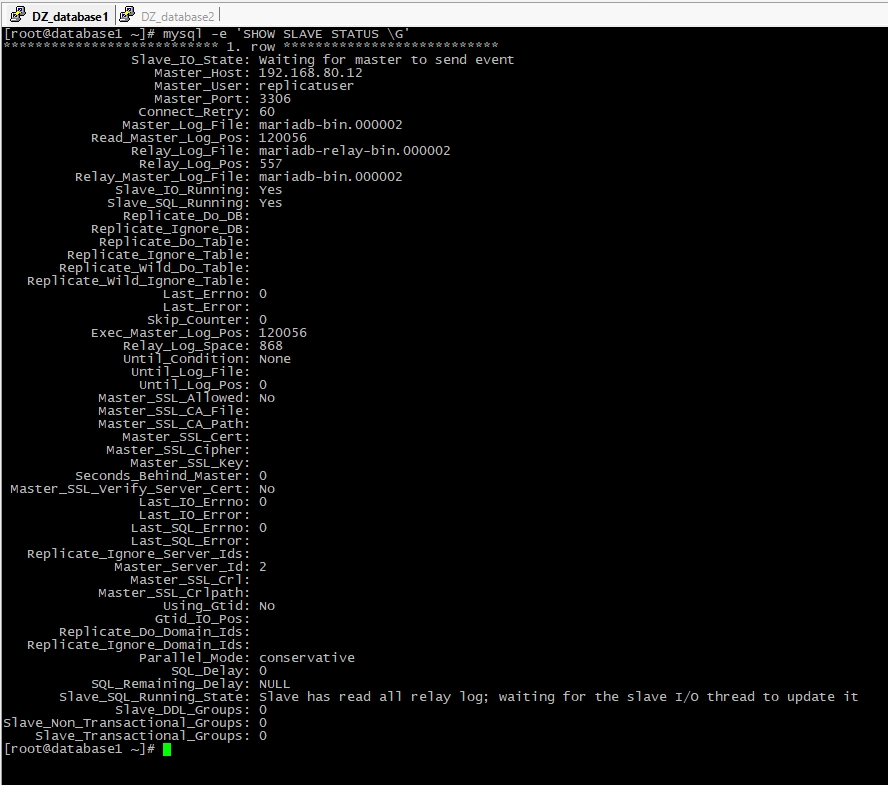 DZ_database1 DZ_database2
[root@database1 ~]# mysql -e 'SHOW SLAVE STATUS \G'
*************************** 1. row ***************************
Slave_IO_State: Waiting for master to send event
Master_Host: 192.168.80.12
Master_User: replicatuser
Master_Port: 3306
Connect_Retry: 60
Master_Log_File: mariadb-bin.000002
Read_Master_Log_Pos: 120056
Relay_Log_File: mariadb-relay-bin.000002
Relay_Log_Pos: 557
Relay_Master_Log_File: mariadb-bin.000002
Slave_IO_Running: Yes
Slave_SQL_Running: Yes
Replicate_Do_DB:
Replicate_Ignore_DB:
Replicate_Do_Table:
Replicate_Ignore_Table:
Replicate_Wild_Do_Table:
Replicate_Wild_Ignore_Table:
Last_Errno: 0
Last_Error:
Skip_Counter: 0
Exec_Master_Log_Pos: 120056
Relay_Log_Space: 868
Until_Condition: None
Until_Log_File:
Until_Log_Pos: 0
Master_SSL_Allowed: No
Master_SSL_CA_File:
Master_SSL_CA_Path:
Master_SSL_Cert:
Master_SSL_Cipher:
Master_SSL_Key:
Seconds_Behind_Master: 0
Master_SSL_Verify_Server_Cert: No
Last_IO_Errno: 0
Last_IO_Error:
Last_SQL_Errno: 0
Last_SQL_Error:
Replicate_Ignore_Server_Ids:
Master_Server_Id: 2
Master_SSL_Crl:
Master_SSL_Crlpath:
Using_Gtid: No
Gtid_IO_Pos:
Replicate_Do_Domain_Ids:
Replicate_Ignore_Domain_Ids:
Parallel_Mode: conservative
SQL_Delay: 0
SQL_Remaining_Delay: NULL
Slave_SQL_Running_State: Slave has read all relay log; waiting for the slave I/O thread to update it
Slave_DDL_Groups: 0
Slave_Non_Transactional_Groups: 0
Slave_Transactional_Groups: 0
[root@database1 ~]#